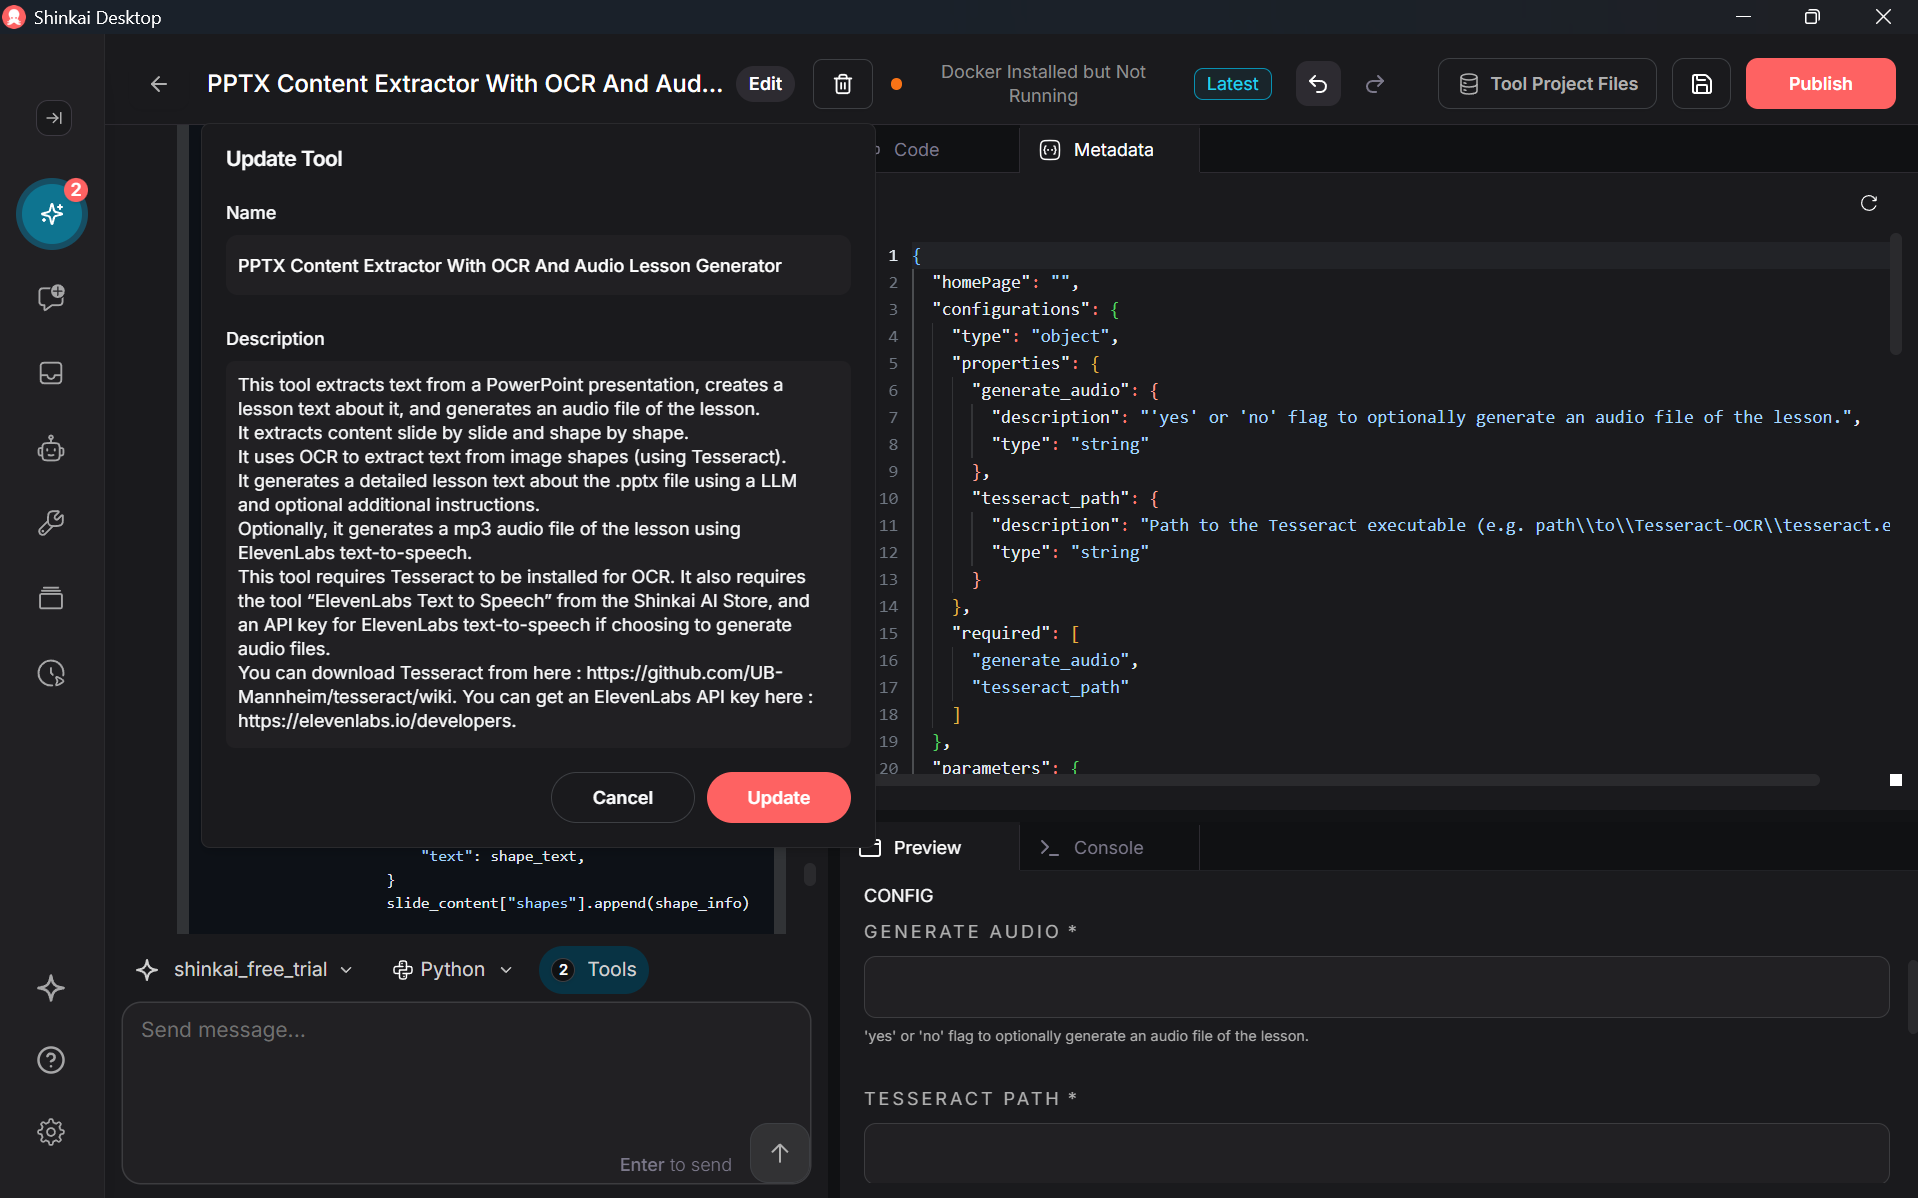 Shinkai Desktop
PPTX Content Extractor With OCR And Aud...
Edit
Docker Installed but Not
Running
Latest
Tool Project Files
Publish
2
Update Tool
Name
PPTX Content Extractor With OCR And Audio Lesson Generator
Description
This tool extracts text from a PowerPoint presentation, creates a
lesson text about it, and generates an audio file of the lesson.
It extracts content slide by slide and shape by shape.
It uses OCR to extract text from image shapes (using Tesseract).
It generates a detailed lesson text about the .pptx file using a LLM
and optional additional instructions.
Optionally, it generates a mp3 audio file of the lesson using
ElevenLabs text-to-speech.
This tool requires Tesseract to be installed for OCR. It also requires
the tool “ElevenLabs Text to Speech” from the Shinkai AI Store, and
an API key for ElevenLabs text-to-speech if choosing to generate
audio files.
You can download Tesseract from here : https://github.com/UB-
Mannheim/tesseract/wiki. You can get an ElevenLabs API key here :
https://elevenlabs.io/developers.
Cancel
Update
"text": shape_text,
}
slide_content["shapes"].append(shape_info)
shinkai_free_trial
Python
2 Tools
Send message...
Enter to send
Code
Metadata
1 {
2 "homePage": "",
3 "configurations": {
4 "type": "object",
5 "properties": {
6 "generate_audio": {
7 "description": "'yes' or 'no' flag to optionally generate an audio file of the lesson.",
8 "type": "string"
9 },
10 "tesseract_path": {
11 "description": "Path to the Tesseract executable (e.g. path\\to\\Tesseract-OCR\\tesseract.e
12 "type": "string"
13 }
14 },
15 "required": [
16 "generate_audio",
17 "tesseract_path"
18 ]
19 },
20 "parameters": {
Preview
Console
CONFIG
GENERATE AUDIO *
'yes' or 'no' flag to optionally generate an audio file of the lesson.
TESSERACT PATH *